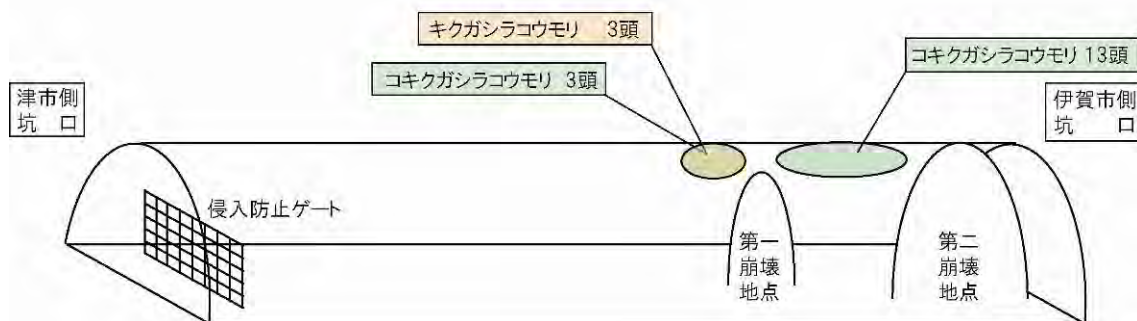 キクガシラコウモリ 3頭
コキクガシラコウモリ 13頭
コキクガシラコウモリ 3頭
津市側
坑 口
伊賀市側
坑 口
侵入防止ゲート
第一
崩壊
地点
第二
崩壊
地点